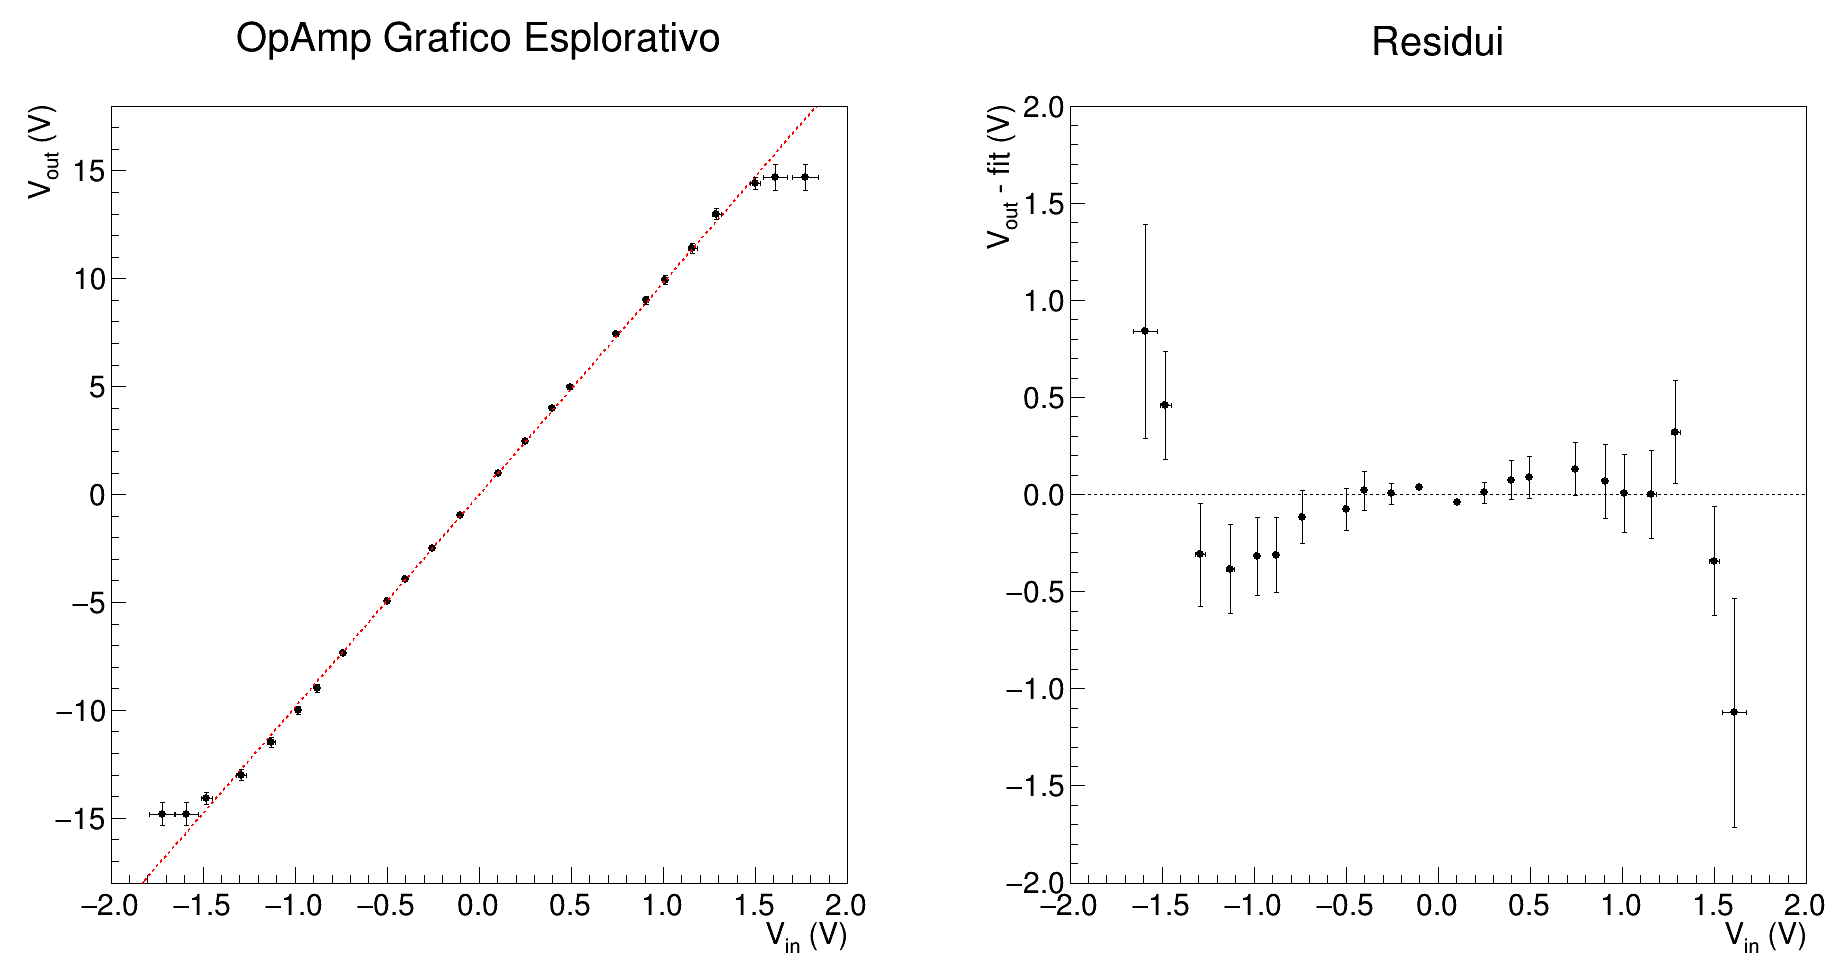 OpAmp Grafico Esplorativo
V_out (V)
15
10
5
0
−5
−10
−15
−2.0 −1.5 −1.0 −0.5 0.0 0.5 1.0 1.5 2.0
V_in (V)
Residui
V_out - fit (V)
2.0
1.5
1.0
0.5
0.0
−0.5
−1.0
−1.5
−2.0
−2.0 −1.5 −1.0 −0.5 0.0 0.5 1.0 1.5 2.0
V_in (V)